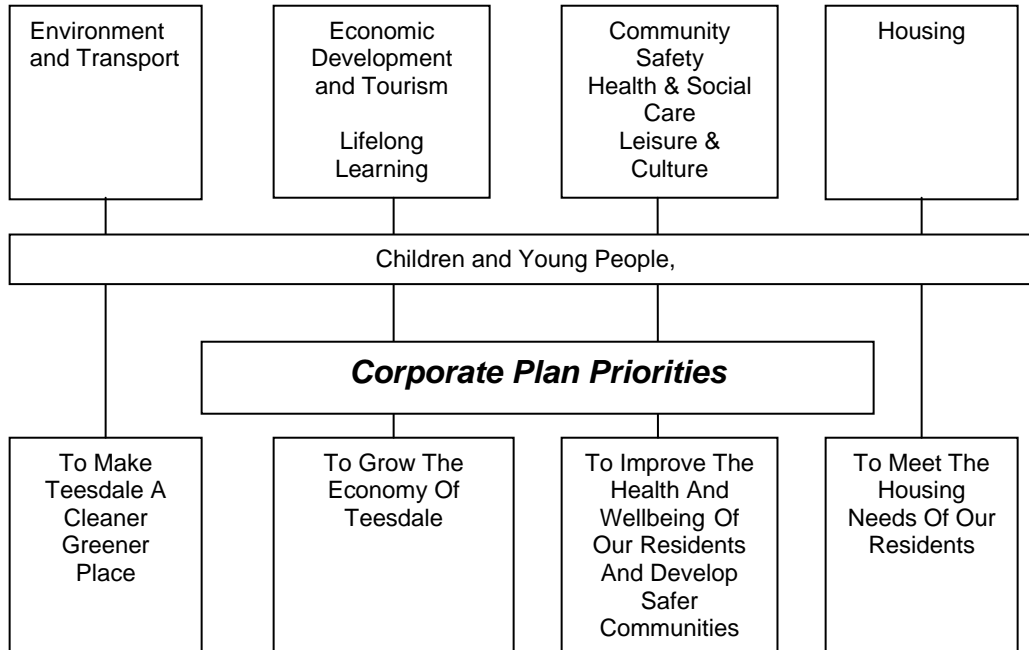 Environment
and Transport
Economic
Development
and Tourism
Lifelong
Learning
Community
Safety
Health & Social
Care
Leisure &
Culture
Housing
Children and Young People,
Corporate Plan Priorities
To Make
Teesdale A
Cleaner
Greener
Place
To Grow The
Economy Of
Teesdale
To Improve The
Health And
Wellbeing Of
Our Residents
And Develop
Safer
Communities
To Meet The
Housing
Needs Of Our
Residents